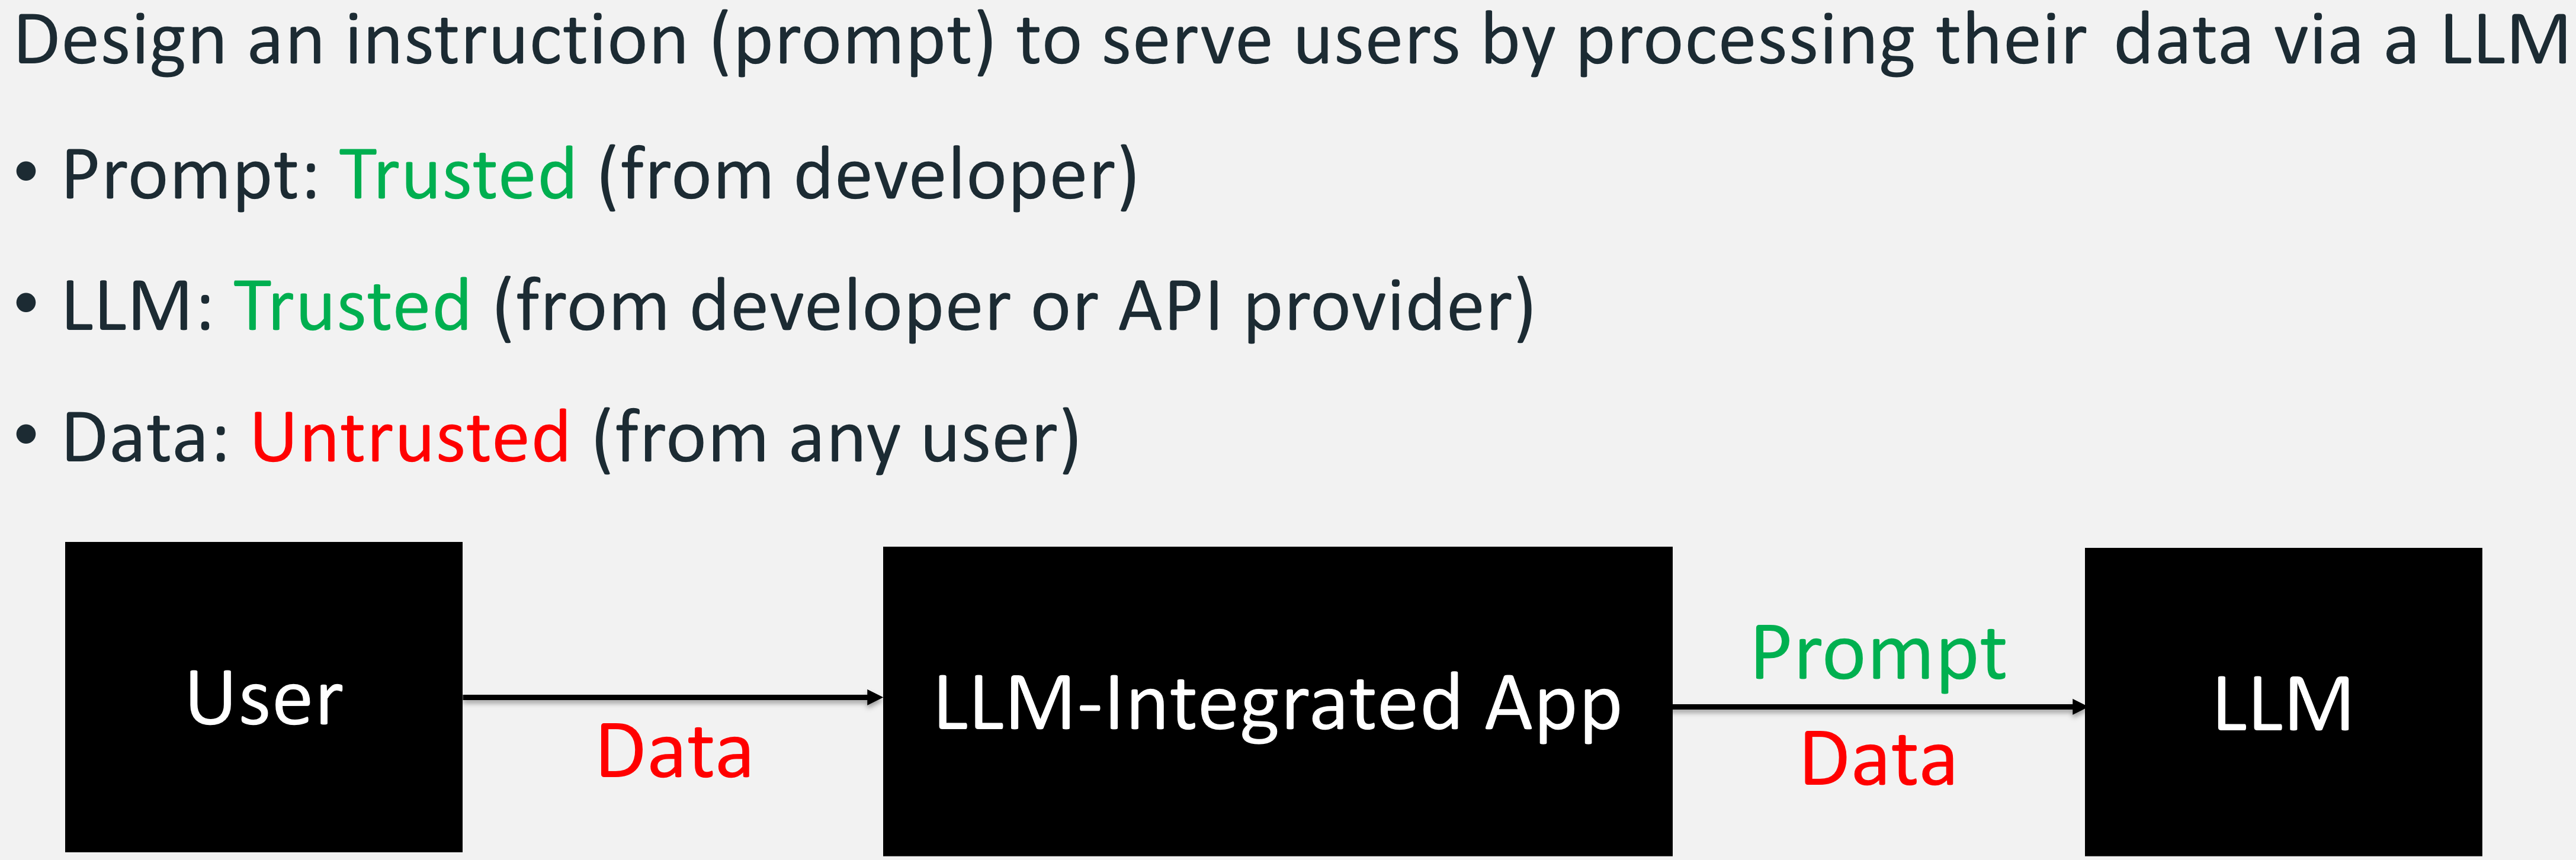 Design an instruction (prompt) to serve users by processing their data via a LLM
• Prompt: Trusted (from developer)
• LLM: Trusted (from developer or API provider)
• Data: Untrusted (from any user)
User
Data
LLM-Integrated App
Prompt
Data
LLM